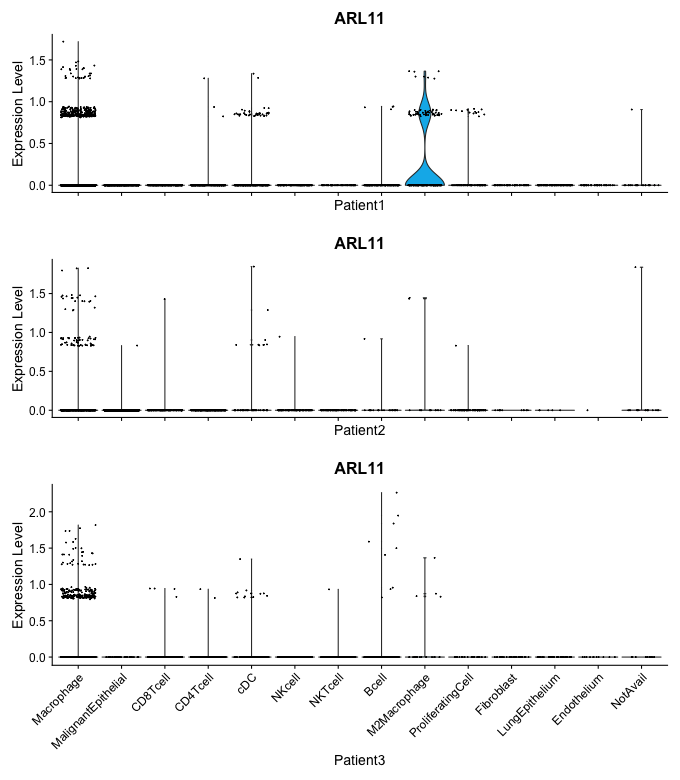 ARL11
Expression Level
1.5
1.0
0.5
0.0
Patient1
ARL11
Expression Level
1.5
1.0
0.5
0.0
Patient2
ARL11
Expression Level
2.0
1.5
1.0
0.5
0.0
Macrophage
MalignantEpithelial
CD8Tcell
CD4Tcell
cDC
NKcell
NKTcell
Bcell
M2Macrophage
ProliferatingCell
Fibroblast
LungEpithelium
Endothelium
NotAvail
Patient3